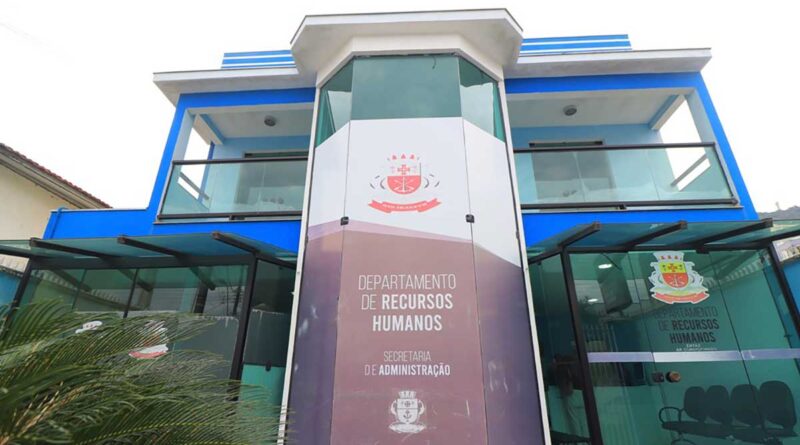 DEPARTAMENTO
DE RECURSOS
HUMANOS
SECRETARIA
DE ADMINISTRAÇÃO
DEPARTAMENTO
DE RECURSOS
HUMANOS